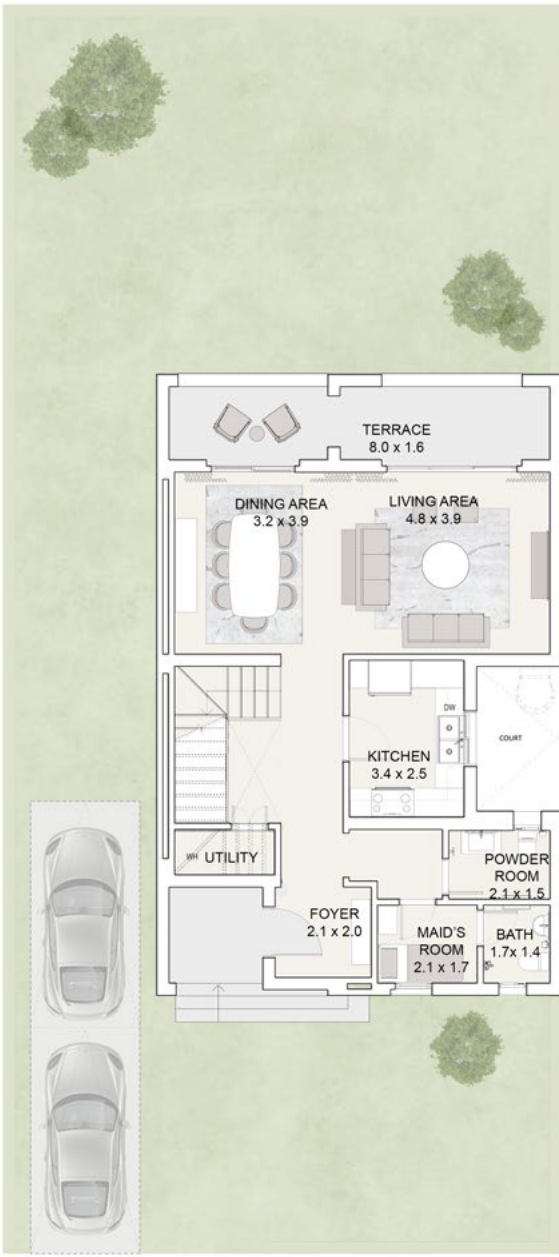 TERRACE
8.0 x 1.6
DINING AREA
3.2 x 3.9
LIVING AREA
4.8 x 3.9
DW
COURT
KITCHEN
3.4 x 2.5
WH UTILITY
POWDER
ROOM
2.1 x 1.5
FOYER
2.1 x 2.0
MAID'S
ROOM
2.1 x 1.7
BATH
1.7x 1.4